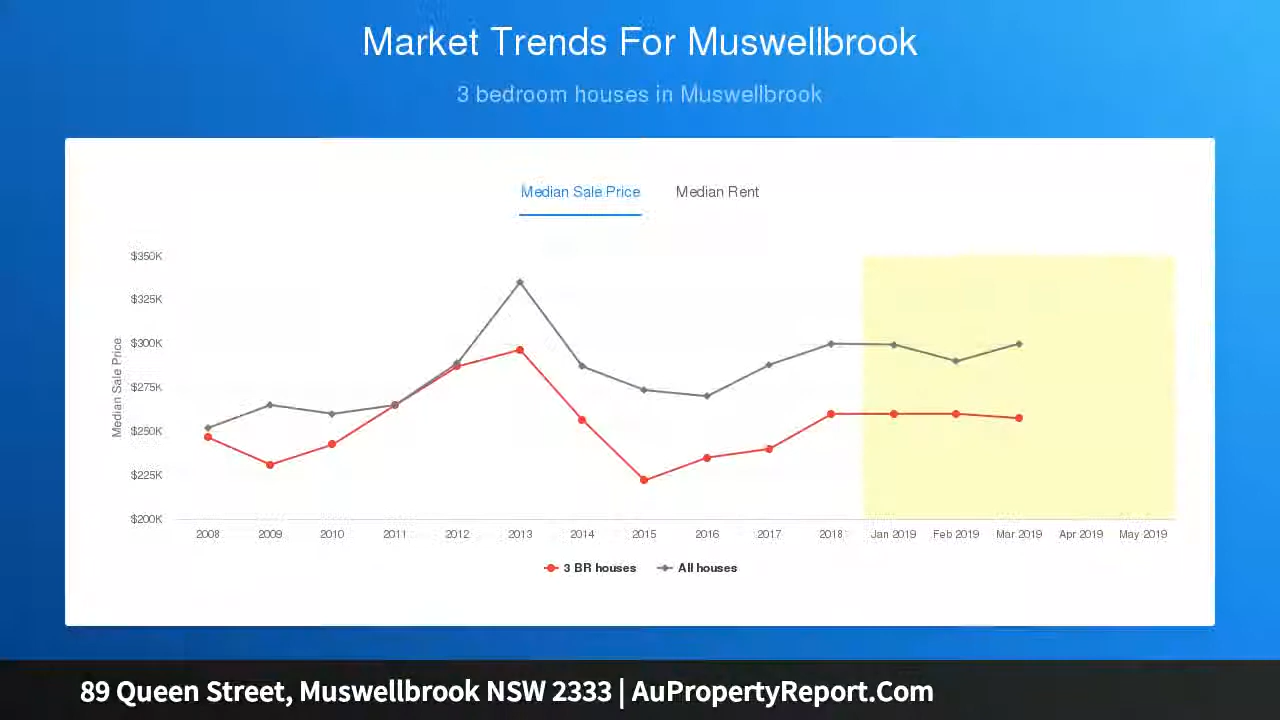 Market Trends For Muswellbrook
3 bedroom houses in Muswellbrook
Median Sale Price Median Rent
$350K
$325K
$300K
$275K
$250K
$225K
$200K
Median Sale Price
2008 2009 2010 2011 2012 2013 2014 2015 2016 2017 2018 Jan 2019 Feb 2019 Mar 2019 Apr 2019 May 2019
3 BR houses All houses
89 Queen Street, Muswellbrook NSW 2333 | AuPropertyReport.Com